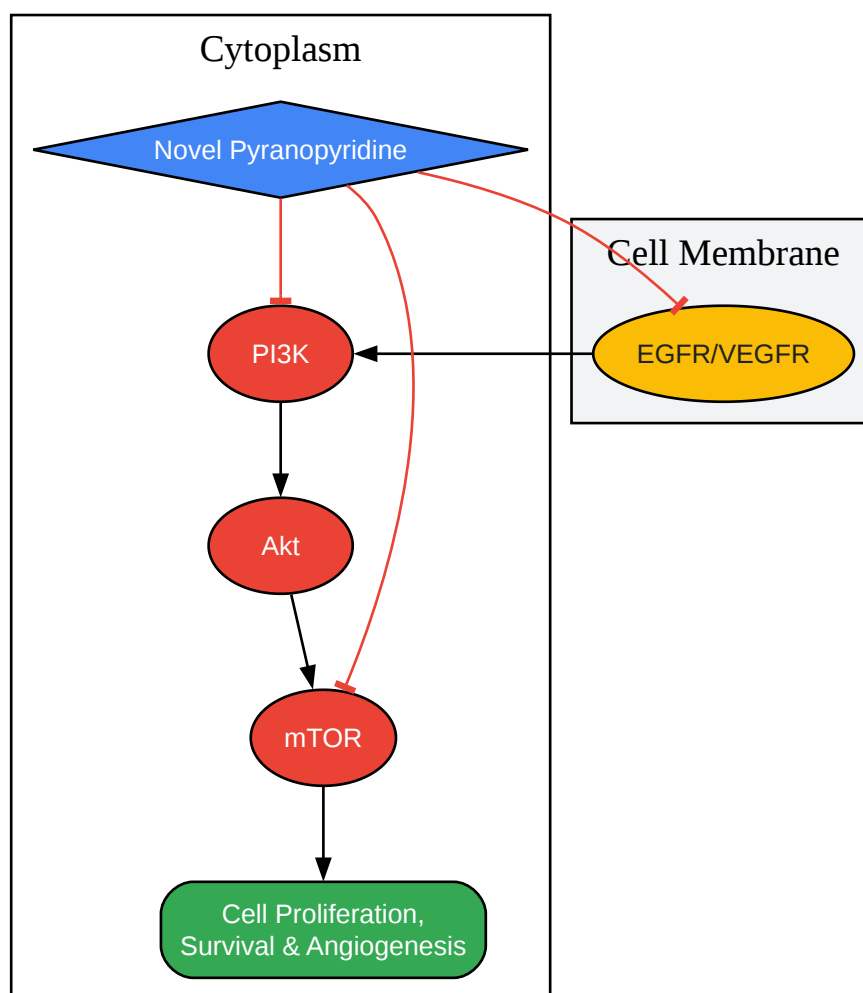 Cytoplasm
Novel Pyranopyridine
Cell Membrane
PI3K
EGFR/VEGFR
Akt
mTOR
Cell Proliferation,
Survival & Angiogenesis